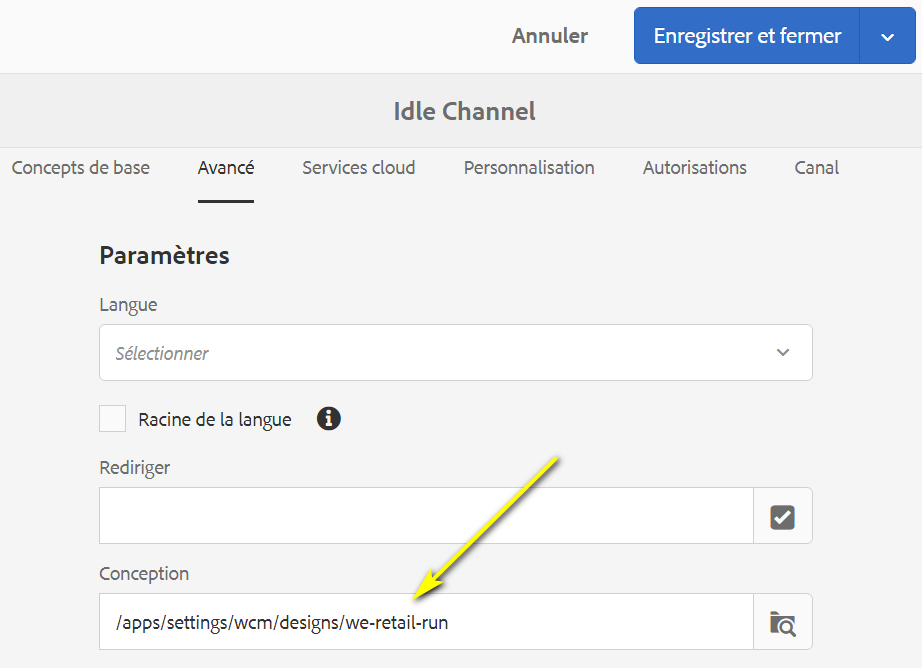 Annuler
Enregistrer et fermer
Idle Channel
Concepts de base Avancé Services cloud Personnalisation Autorisations Canal
Paramètres
Langue
Sélectionner
Racine de la langue
Rediriger
Conception
/apps/settings/wcm/designs/we-retail-run